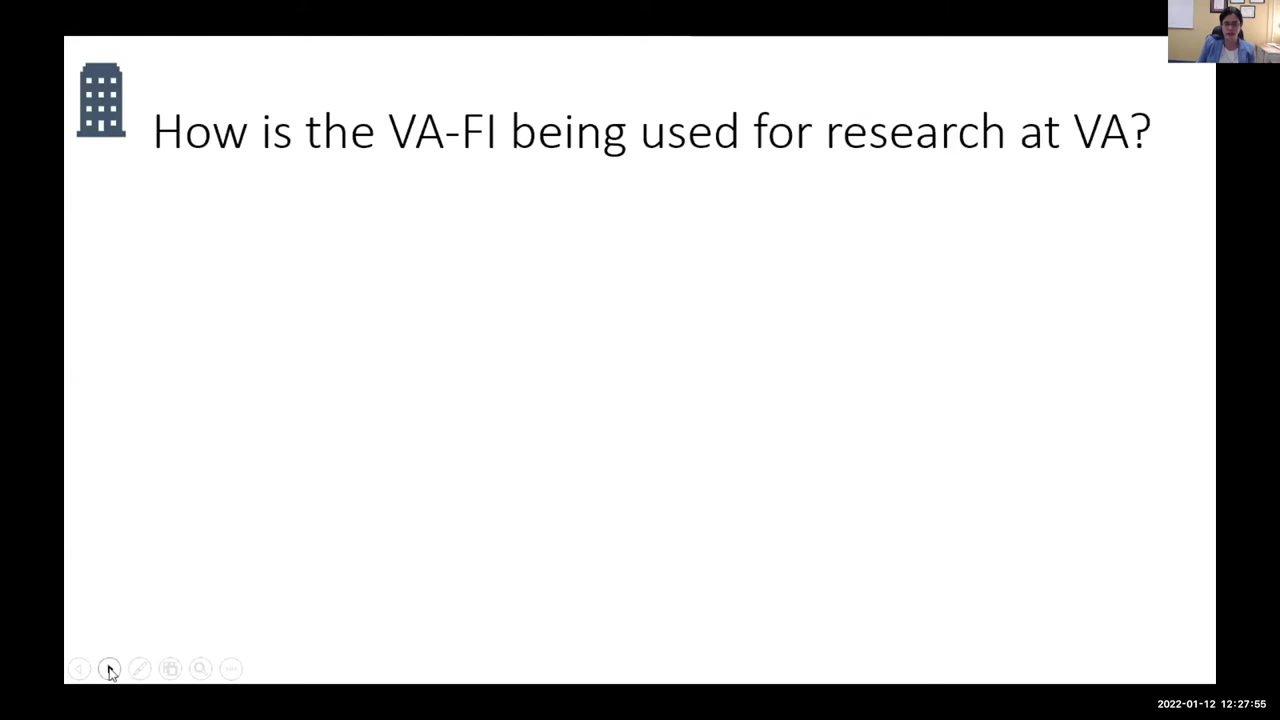 How is the VA-FI being used for research at VA?
2022-01-12 12:27:55